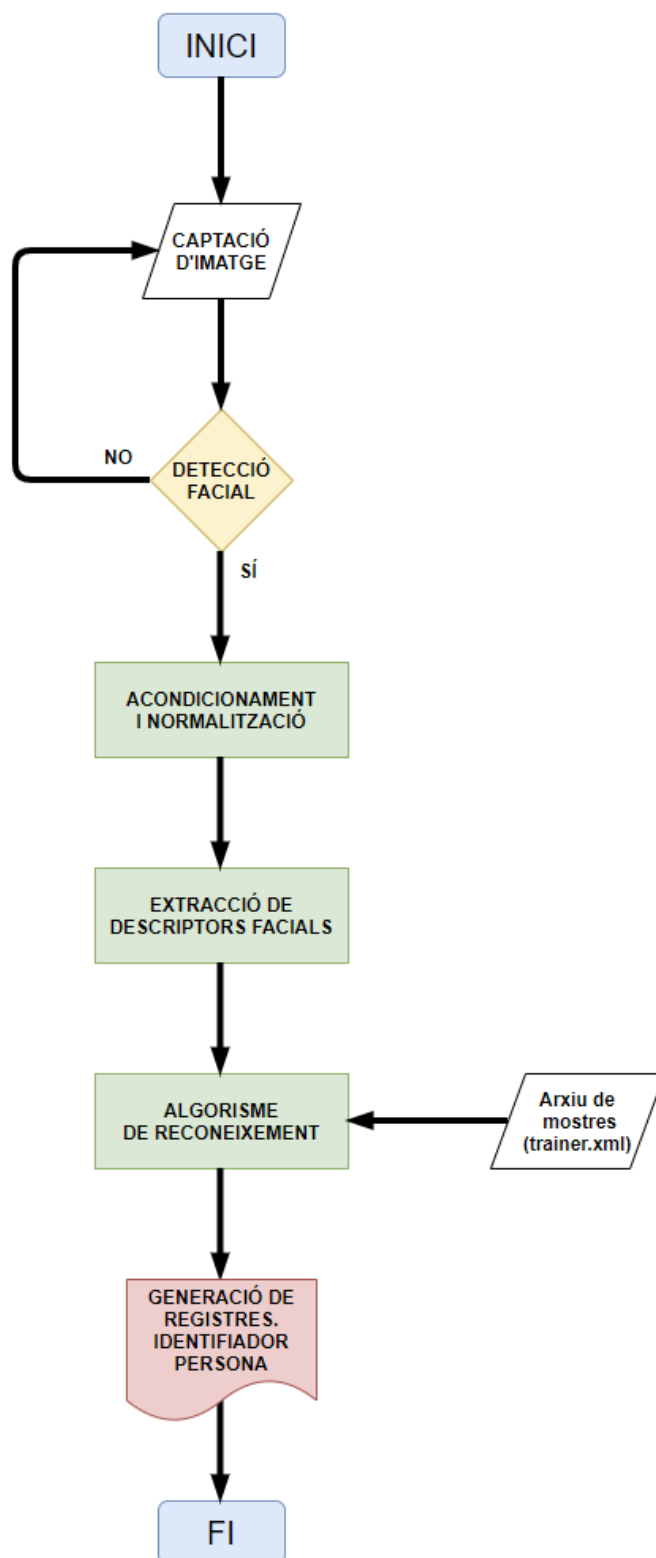 INICI
CAPTACIÓ
D'IMATGE
NO
DETECCIÓ
FACIAL
SÍ
ACONDICIONAMENT
I NORMALITZACIÓ
EXTRACCIÓ DE
DESCRIPTORS FACIALS
ALGORISME
DE RECONEIXEMENT
Arxiu de
mostres
(trainer.xml)
GENERACIÓ DE
REGISTRES.
IDENTIFIADOR
PERSONA
FI